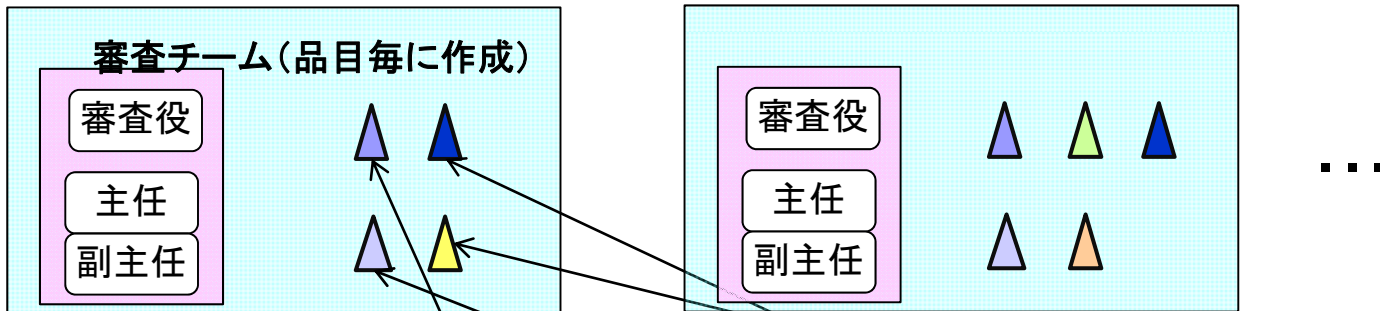 審査チーム（品目毎に作成）
審査役
主任
副主任
審査役
主任
副主任
・・・